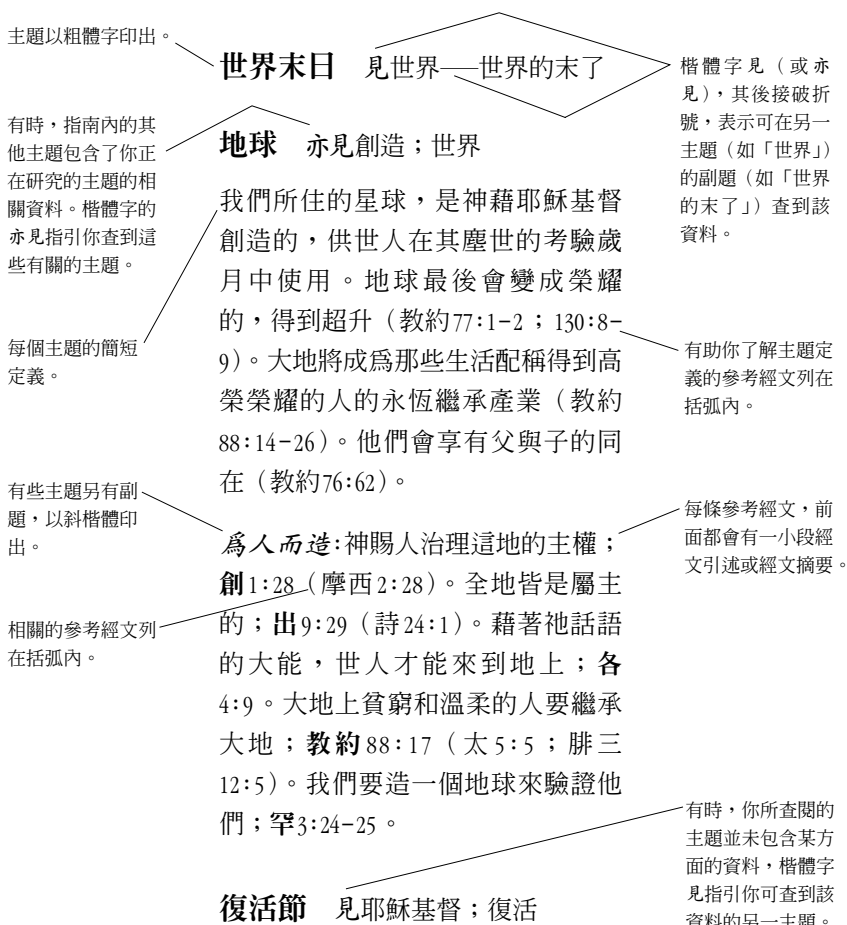 主題以粗體字印出。
世界末日　見世界——世界的末了
楷體字見（或亦
見），其後接破折
號，表示可在另一
主題（如「世界」）
的副題（如「世界
的末了」）查到該
資料。
有時，指南內的其
他主題包含了你正
在研究的主題的相
關資料。楷體字的
亦見指引你查到這
些有關的主題。
地球　亦見創造；世界
每個主題的簡短
定義。
我們所住的星球，是神藉耶穌基督
創造的，供世人在其塵世的考驗歲
月中使用。地球最後會變成榮耀
的，得到超升（教約77:1-2；130:8-
9）。大地將成爲那些生活配稱得到高
榮榮耀的人的永恆繼承產業（教約
88:14-26）。他們會享有父與子的同
在（教約76:62）。
有助你了解主題定
義的參考經文列在
括弧內。
有些主題另有副
題，以斜楷體印
出。
爲人而造:神賜人治理這地的主權；
創1:28（摩西2:28）。全地皆是屬主
的；出9:29（詩24:1）。藉著祂話語
的大能，世人才能來到地上；各
4:9。大地上貧窮和溫柔的人要繼承
大地；教約88:17（太5:5；腓三
12:5）。我們要造一個地球來驗證他
們；罕3:24-25。
每條參考經文，前
面都會有一小段經
文引述或經文摘要。
相關的參考經文列
在括弧內。
復活節　見耶穌基督；復活
有時，你所查閱的
主題並未包含某方
面的資料，楷體字
見指引你可查到該
資料的另一主題。